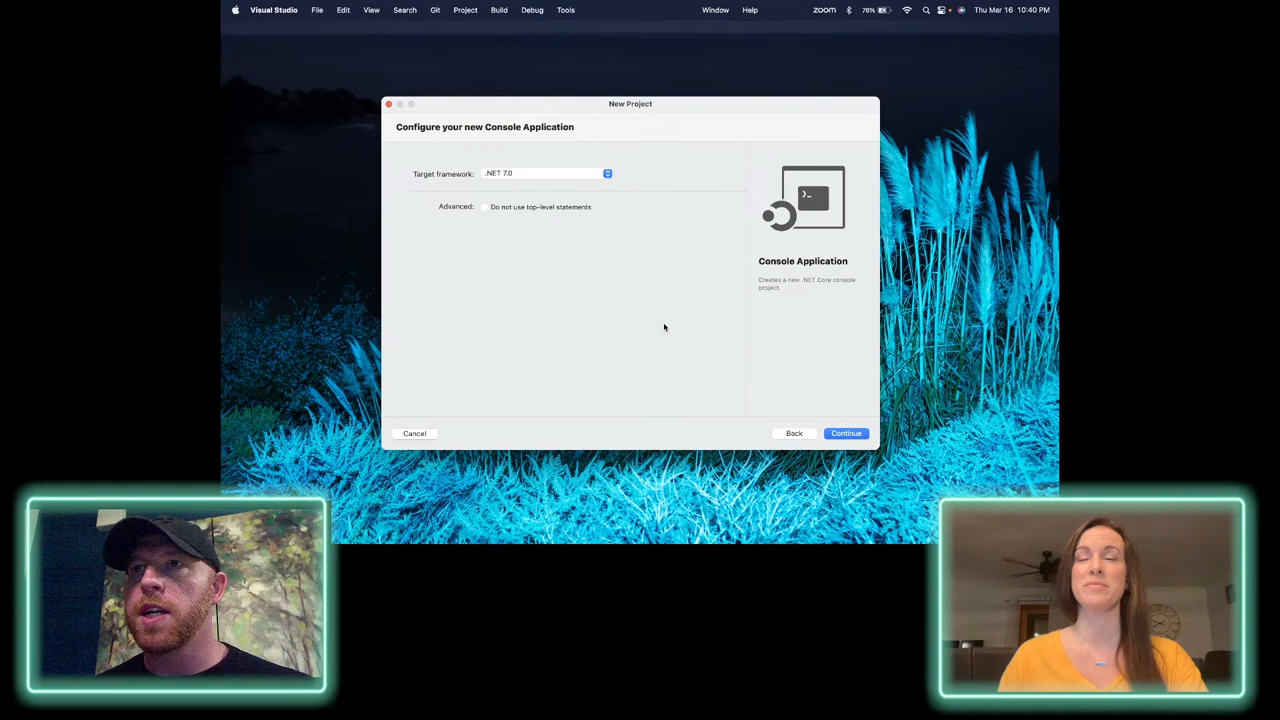 Visual Studio File Edit View Search Git Project Build Debug Tools Window Help zoom 76% Thu Mar 16 10:40 PM
New Project
Configure your new Console Application
Target framework: .NET 7.0
Advanced: Do not use top-level statements
>_
Console Application
Creates a new .NET Core console
project.
Cancel Back Continue